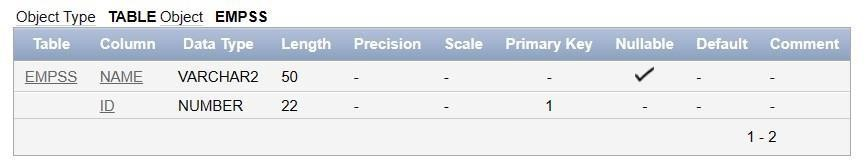 Object Type TABLE Object EMPSS
Table Column Data Type Length Precision Scale Primary Key Nullable Default Comment
EMPSS NAME VARCHAR2 50 - - - ✓ - -
ID NUMBER 22 - - 1 - - -
1 - 2